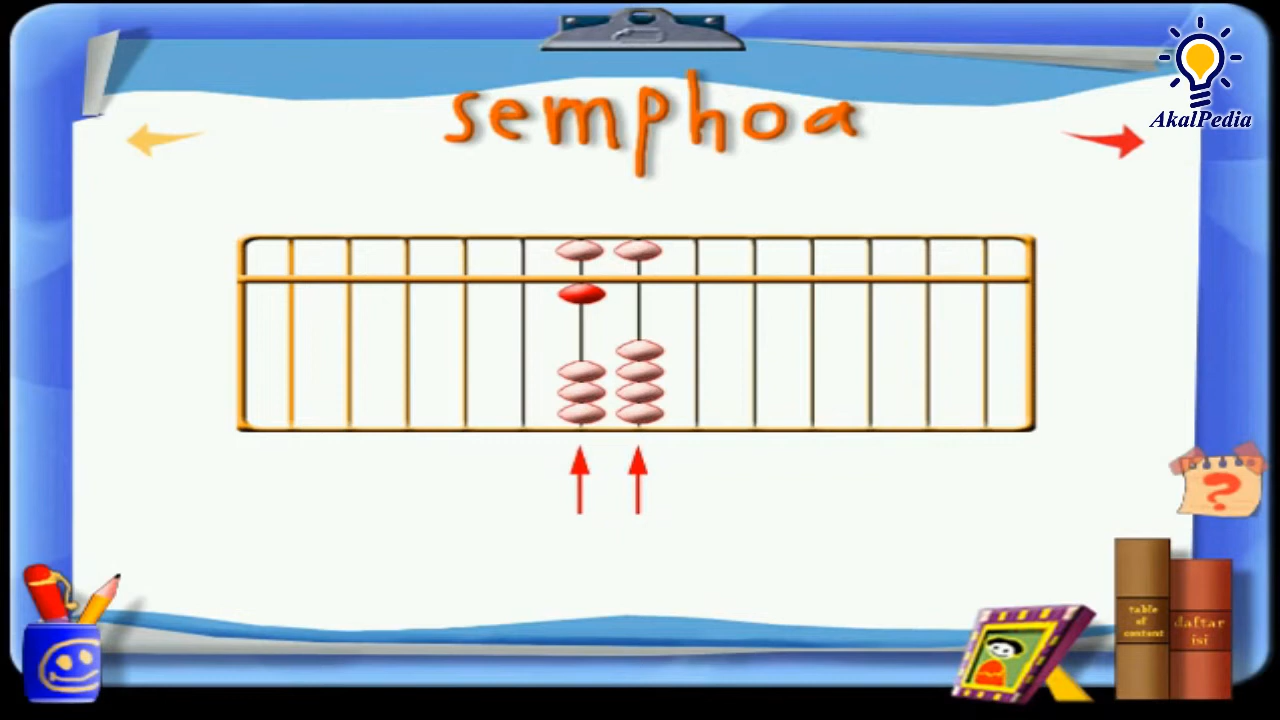 semphoa
AkalPedia
?
table
of
content
daftar
isi